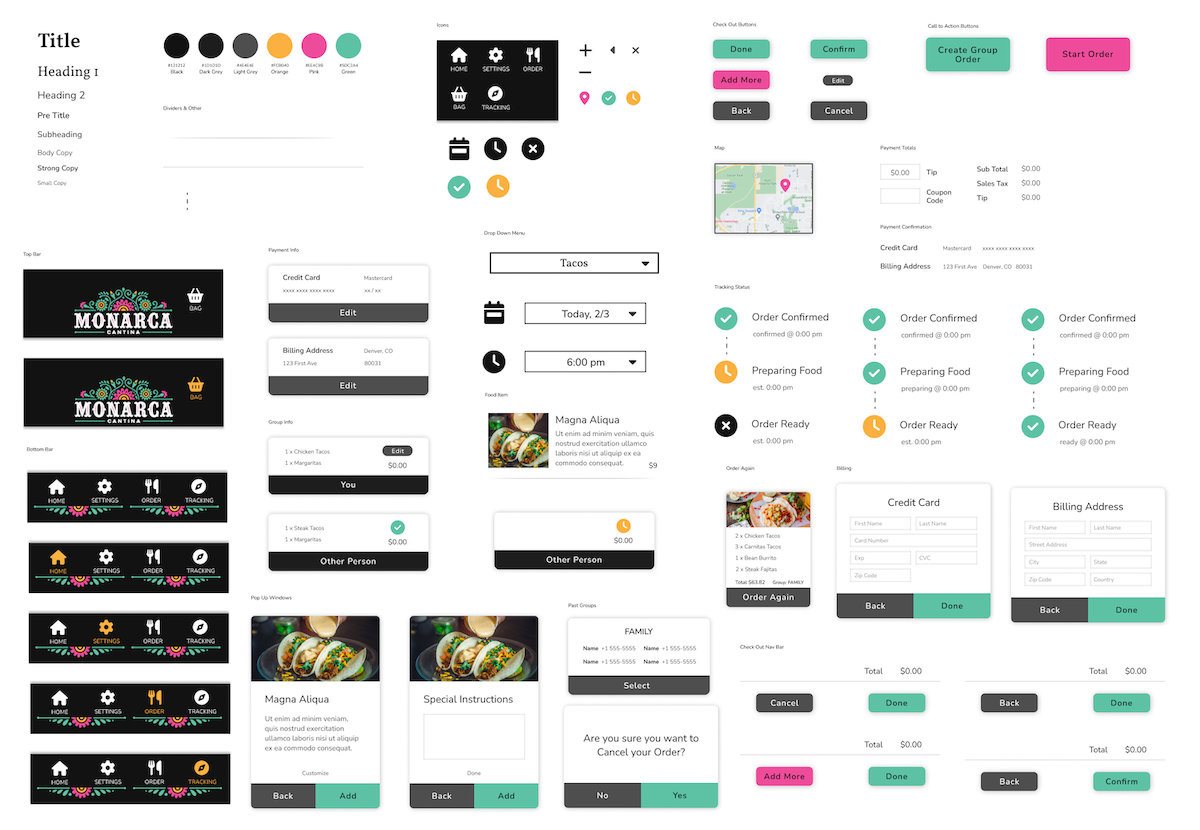 Title
Heading 1
Heading 2
Pre Title
Subheading
Body Copy
Strong Copy
Small Copy
#121212
Black
#1D1D1D
Dark Grey
#4E4E4E
Light Grey
Orange
Pink
Green
Dividers & Other
Icons
HOME
SETTINGS
ORDER
BAG
TRACKING
Check Out Buttons
Done
Confirm
Add More
Edit
Back
Cancel
Call to Action Buttons
Create Group
Order
Start Order
Map
Payment Totals
$0.00 Tip
Coupon
Code
Sub Total $0.00
Sales Tax $0.00
Tip $0.00
Payment Confirmation
Credit Card Mastercard xxxx xxxx xxxx xxxx
Billing Address 123 First Ave Denver, CO 80031
Top Bar
MONARCA
CANTINA
BAG
MONARCA
CANTINA
BAG
Bottom Bar
HOME SETTINGS ORDER TRACKING
HOME SETTINGS ORDER TRACKING
HOME SETTINGS ORDER TRACKING
HOME SETTINGS ORDER TRACKING
HOME SETTINGS ORDER TRACKING
Payment Info
Credit Card Mastercard
xxxx xxxx xxxx xxxx xx / xx
Edit
Billing Address Denver, CO
123 First Ave 80031
Edit
Group Info
1 x Chicken Tacos Edit
1 x Margaritas $0.00
You
1 x Steak Tacos
1 x Margaritas $0.00
Other Person
Drop Down Menu
Tacos
Today, 2/3
6:00 pm
Food Item
Magna Aliqua
Ut enim ad minim veniam, quis
nostrud exercitation ullamco
laboris nisi ut aliquip ex ea
commodo consequat. $9
$0.00
Other Person
Tracking Status
Order Confirmed
confirmed @ 0:00 pm
Preparing Food
est. 0:00 pm
Order Ready
est. 0:00 pm
Order Confirmed
confirmed @ 0:00 pm
Preparing Food
preparing @ 0:00 pm
Order Ready
est. 0:00 pm
Order Confirmed
confirmed @ 0:00 pm
Preparing Food
preparing @ 0:00 pm
Order Ready
ready @ 0:00 pm
Order Again
2 x Chicken Tacos
3 x Carnitas Tacos
1 x Bean Burrito
2 x Steak Fajitas
Total $63.82 Group: FAMILY
Order Again
Billing
Credit Card
First Name Last Name
Card Number
Exp CVC
Zip Code
Back Done
Billing Address
First Name Last Name
Street Address
City State
Zip Code Country
Back Done
Pop Up Windows
Magna Aliqua
Ut enim ad minim veniam,
quis nostrud exercitation
ullamco laboris nisi ut aliquip
ex ea commodo consequat.
Customize
Back Add
Special Instructions
Done
Back Add
Past Groups
FAMILY
Name +1 555-5555 Name +1 555-5555
Name +1 555-5555 Name +1 555-5555
Select
Are you sure you want to
Cancel your Order?
No Yes
Check Out Nav Bar
Total $0.00
Cancel Done
Total $0.00
Back Done
Total $0.00
Add More Done
Total $0.00
Back Confirm